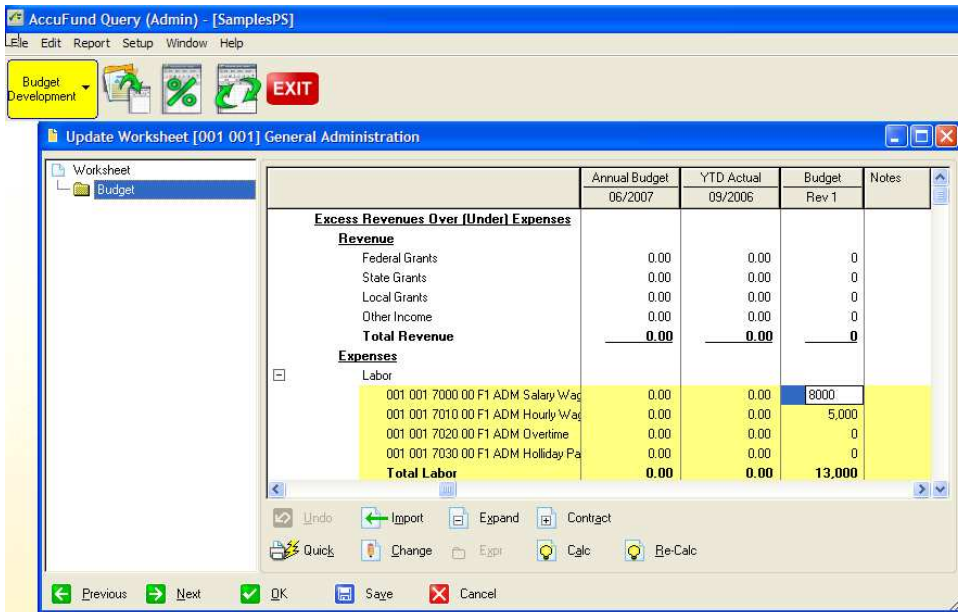 AccuFund Query (Admin) - [SamplesPS]
File Edit Report Setup Window Help
Budget Development
EXIT
Update Worksheet [001 001] General Administration
Worksheet
Budget
Annual Budget YTD Actual Budget Notes
06/2007 09/2006 Rev 1
Excess Revenues Over (Under) Expenses
Revenue
Federal Grants 0.00 0.00 0
State Grants 0.00 0.00 0
Local Grants 0.00 0.00 0
Other Income 0.00 0.00 0
Total Revenue 0.00 0.00 0
Expenses
Labor
001 001 7000 00 F1 ADM Salary Wag 0.00 0.00 8000
001 001 7010 00 F1 ADM Hourly Wag 0.00 0.00 5,000
001 001 7020 00 F1 ADM Overtime 0.00 0.00 0
001 001 7030 00 F1 ADM Holliday Pa 0.00 0.00 0
Total Labor 0.00 0.00 13,000
Undo Import Expand Contract
Quick Change Expr Calc Re-Calc
Previous Next OK Save Cancel